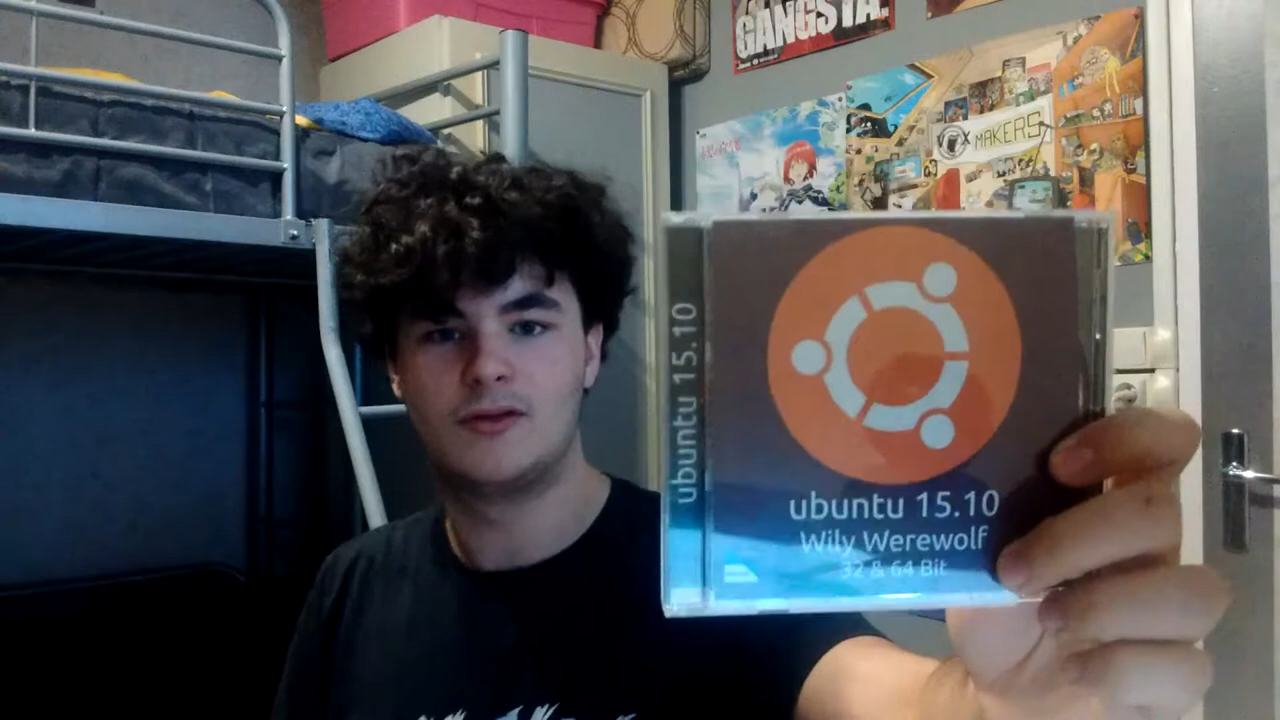 GANGSTA.
MAKERS
ubuntu 15.10
ubuntu 15.10
Wily Werewolf
32 & 64 Bit